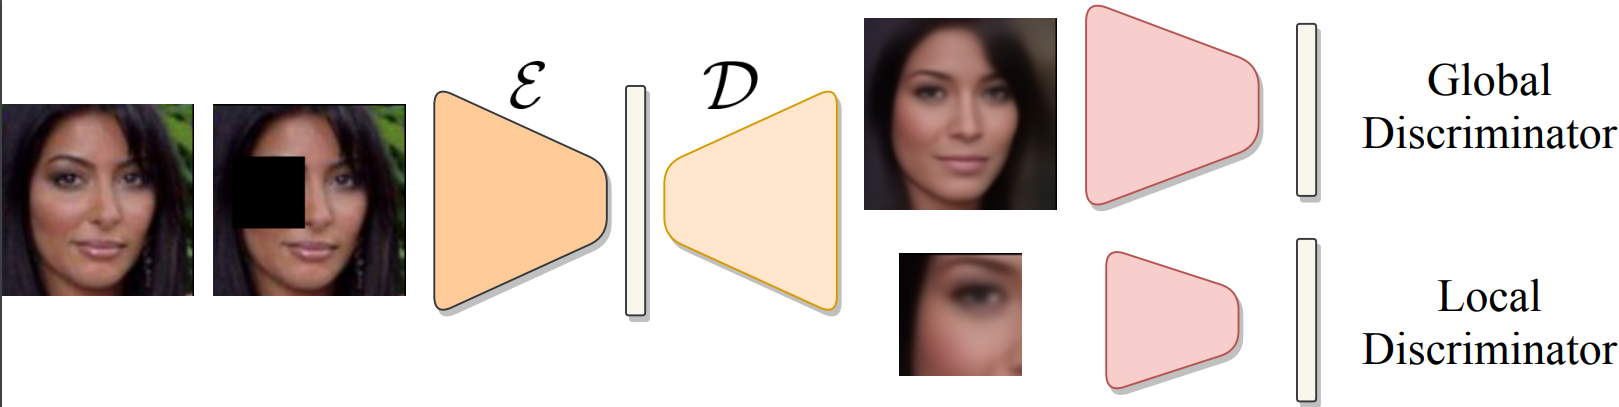 ℰ
𝒟
Global
Discriminator
Local
Discriminator